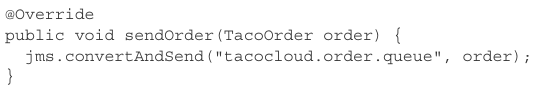 @Override
public void sendOrder(TacoOrder order) {
  jms.convertAndSend("tacocloud.order.queue", order);
}